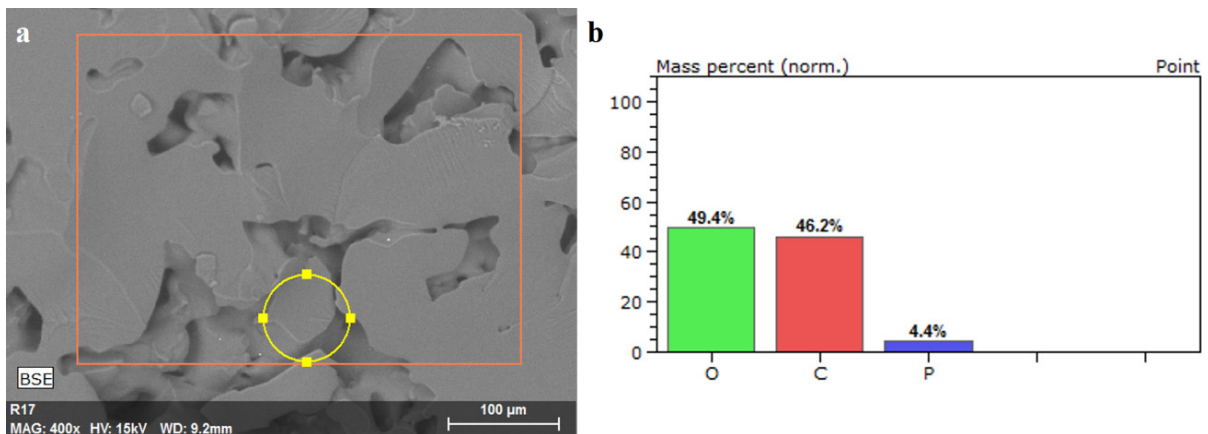 a
BSE
R17
MAG: 400x HV: 15kV WD: 9.2mm
100 µm
b
Mass percent (norm.) Point
100
80
60
40
20
0
49.4%
46.2%
4.4%
O C P